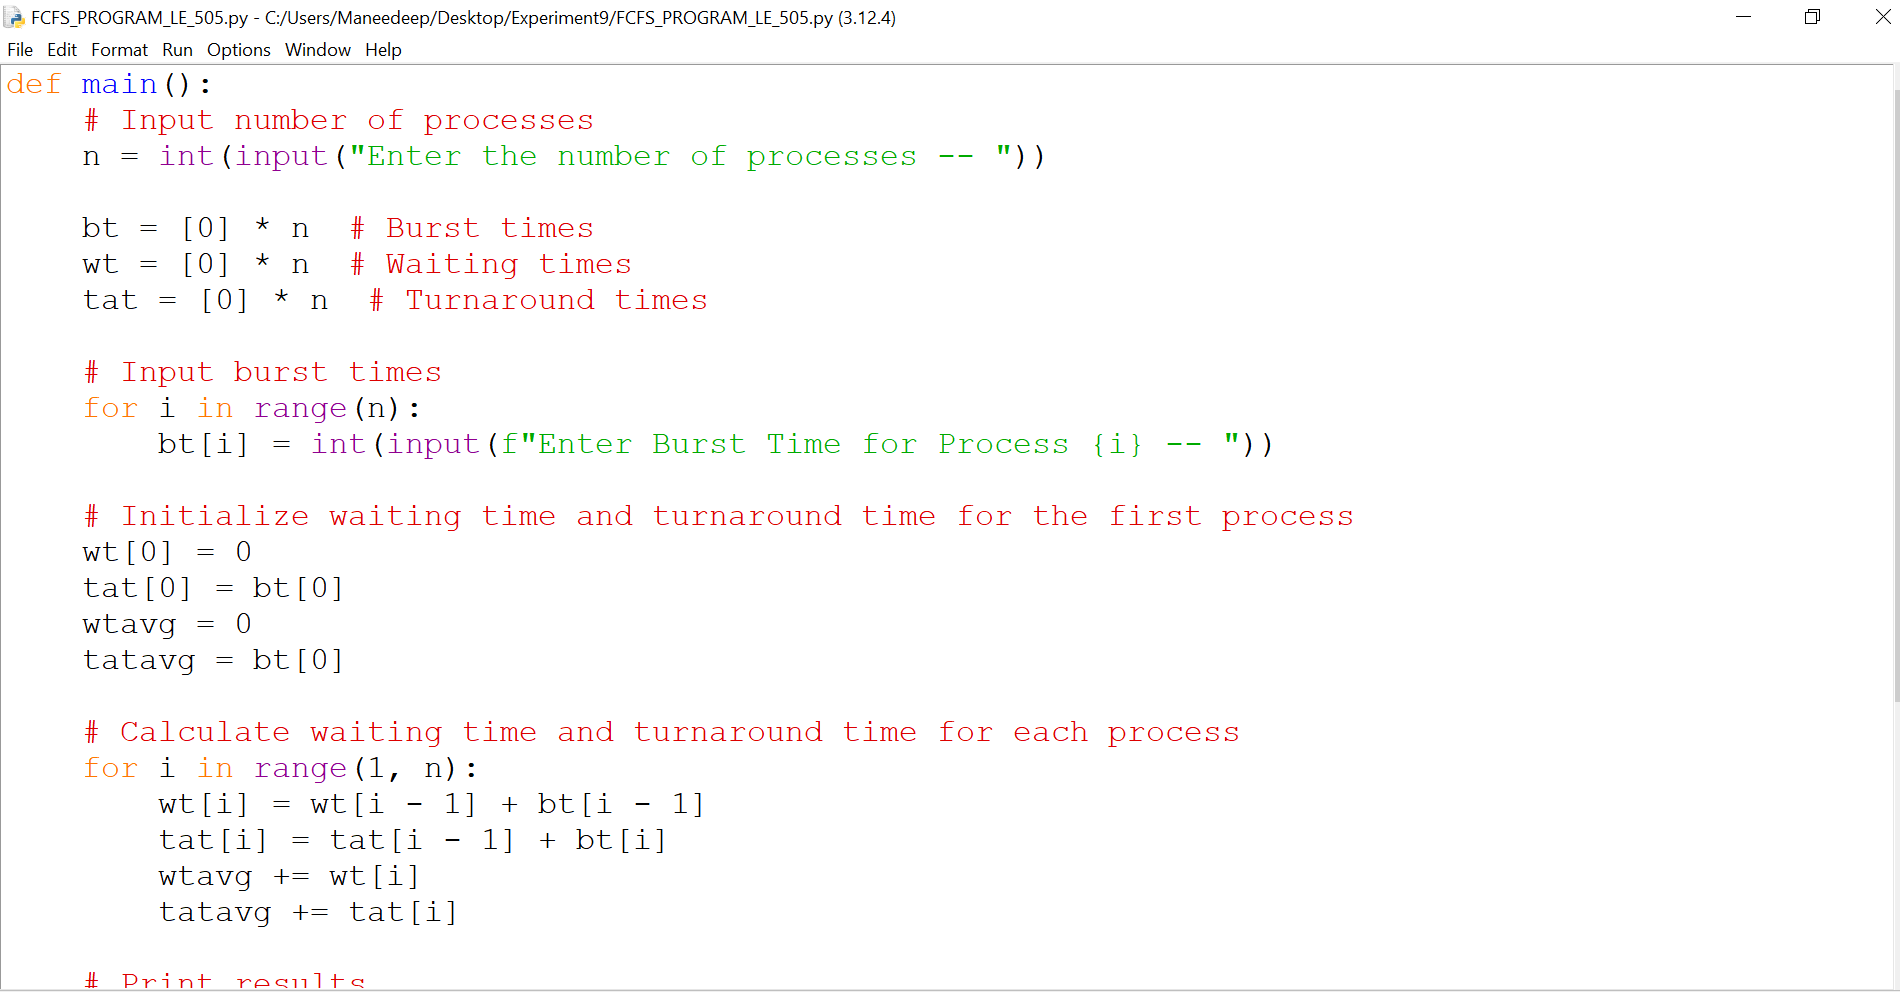 FCFS_PROGRAM_LE_505.py - C:/Users/Maneedeep/Desktop/Experiment9/FCFS_PROGRAM_LE_505.py (3.12.4)
File Edit Format Run Options Window Help
def main():
    # Input number of processes
    n = int(input("Enter the number of processes -- "))

    bt = [0] * n  # Burst times
    wt = [0] * n  # Waiting times
    tat = [0] * n  # Turnaround times

    # Input burst times
    for i in range(n):
        bt[i] = int(input(f"Enter Burst Time for Process {i} -- "))

    # Initialize waiting time and turnaround time for the first process
    wt[0] = 0
    tat[0] = bt[0]
    wtavg = 0
    tatavg = bt[0]

    # Calculate waiting time and turnaround time for each process
    for i in range(1, n):
        wt[i] = wt[i - 1] + bt[i - 1]
        tat[i] = tat[i - 1] + bt[i]
        wtavg += wt[i]
        tatavg += tat[i]

    # Print results